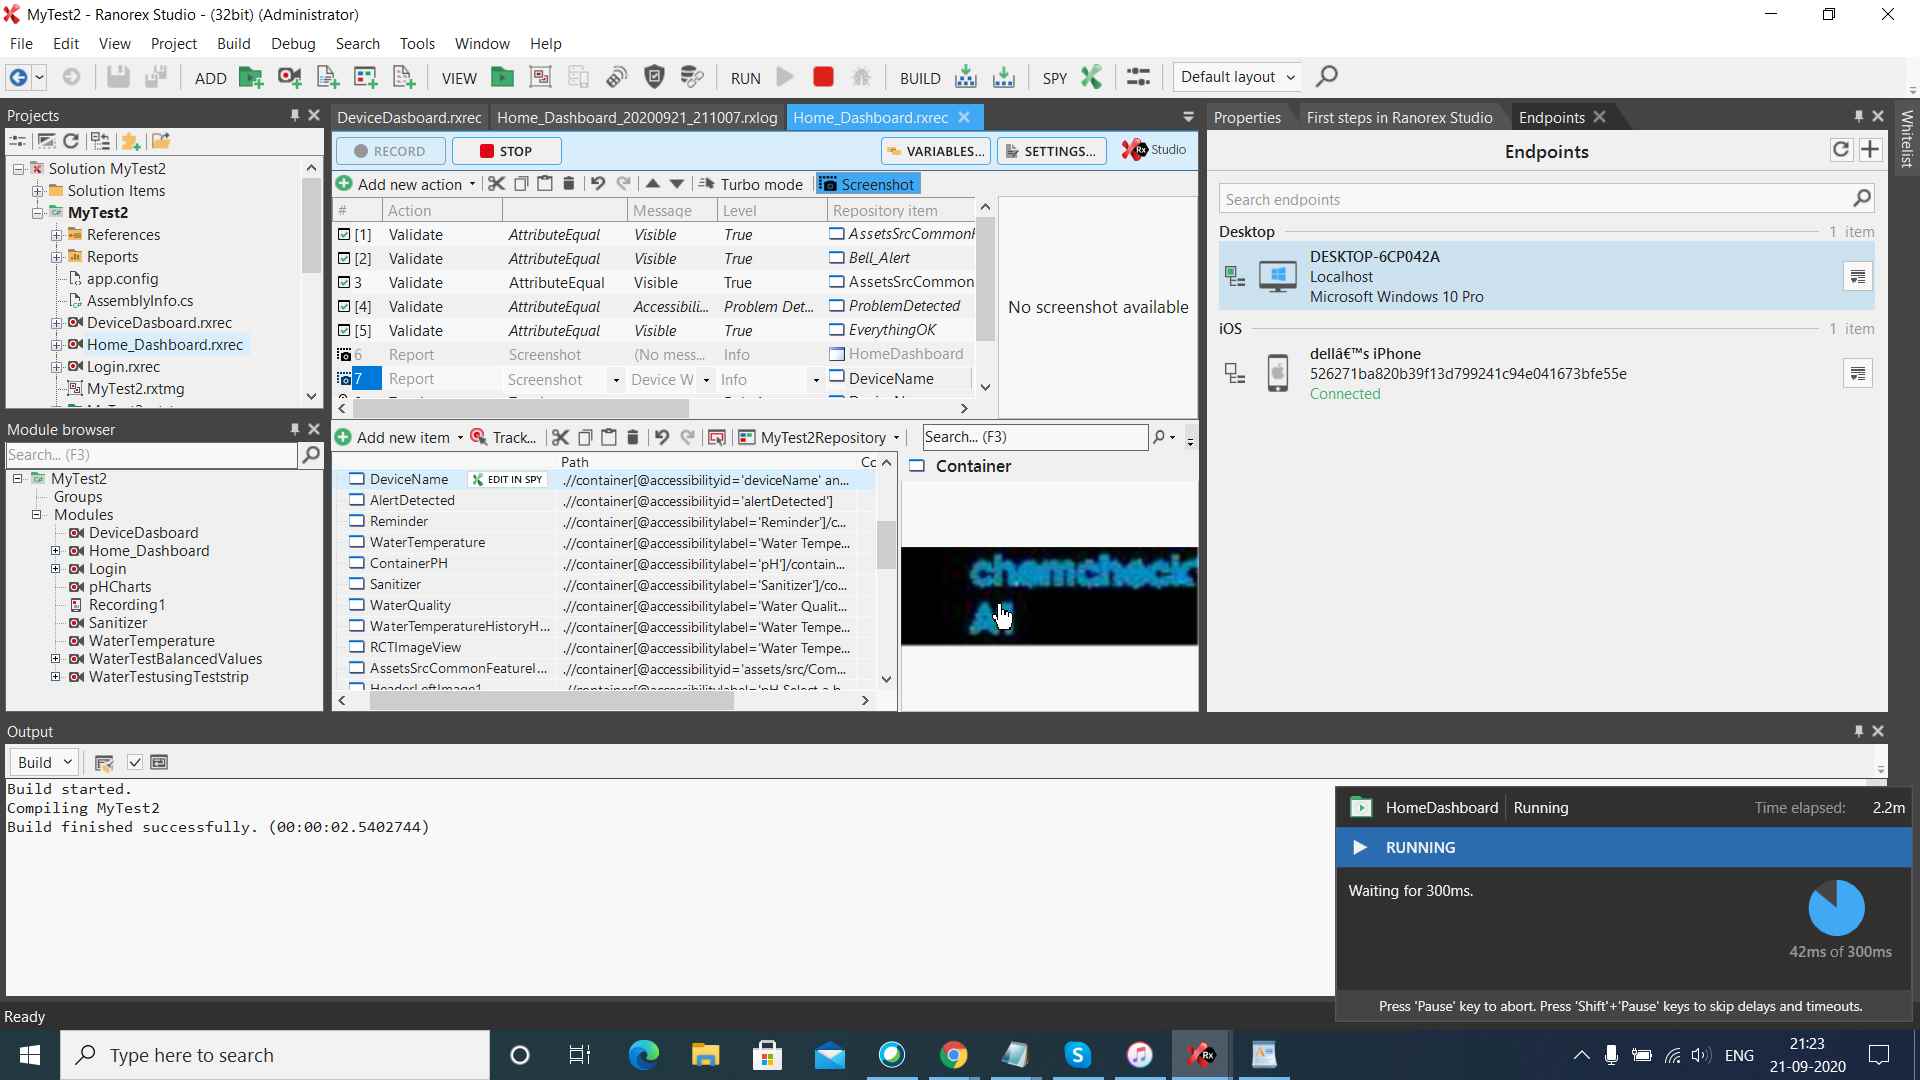 MyTest2 - Ranorex Studio - (32bit) (Administrator)
File Edit View Project Build Debug Search Tools Window Help
ADD VIEW RUN BUILD SPY Default layout
Projects
Solution MyTest2
Solution Items
MyTest2
References
Reports
app.config
AssemblyInfo.cs
DeviceDasboard.rxrec
Home_Dashboard.rxrec
Login.rxrec
MyTest2.rxtmg
Module browser
Search... (F3)
MyTest2
Groups
Modules
DeviceDasboard
Home_Dashboard
Login
pHCharts
Recording1
Sanitizer
WaterTemperature
WaterTestBalancedValues
WaterTestusingTeststrip
DeviceDasboard.rxrec Home_Dashboard_20200921_211007.rxlog Home_Dashboard.rxrec
RECORD STOP VARIABLES... SETTINGS... Rx Studio
Add new action Turbo mode Screenshot
# Action Message Level Repository item
[1] Validate AttributeEqual Visible True AssetsSrcCommonF
[2] Validate AttributeEqual Visible True Bell_Alert
3 Validate AttributeEqual Visible True AssetsSrcCommon
[4] Validate AttributeEqual Accessibili... Problem Det... ProblemDetected
[5] Validate AttributeEqual Visible True EverythingOK
6 Report Screenshot (No mess... Info HomeDashboard
7 Report Screenshot Device W Info DeviceName
No screenshot available
Add new item Track... MyTest2Repository Search... (F3)
Path Cc
DeviceName EDIT IN SPY .//container[@accessibilityid='deviceName' an...
AlertDetected .//container[@accessibilityid='alertDetected']
Reminder .//container[@accessibilitylabel='Reminder']/c...
WaterTemperature .//container[@accessibilitylabel='Water Tempe...
ContainerPH .//container[@accessibilitylabel='pH']/contain...
Sanitizer .//container[@accessibilitylabel='Sanitizer']/co...
WaterQuality .//container[@accessibilitylabel='Water Qualit...
WaterTemperatureHistoryH... .//container[@accessibilitylabel='Water Tempe...
RCTImageView .//container[@accessibilitylabel='Water Tempe...
AssetsSrcCommonFeatureI... .//container[@accessibilityid='assets/src/Com...
HeaderLeftImage1 .//container[@accessibilitylabel='pH Select a b...
Container
chemcheck
Properties First steps in Ranorex Studio Endpoints
Whitelist
Endpoints
Search endpoints
Desktop 1 item
DESKTOP-6CP042A
Localhost
Microsoft Windows 10 Pro
iOS 1 item
dellâ€™s iPhone
526271ba820b39f13d799241c94e041673bfe55e
Connected
Output
Build
Build started.
Compiling MyTest2
Build finished successfully. (00:00:02.5402744)
HomeDashboard Running Time elapsed: 2.2m
RUNNING
Waiting for 300ms.
42ms of 300ms
Press 'Pause' key to abort. Press 'Shift'+'Pause' keys to skip delays and timeouts.
Ready
Type here to search
Rx
ENG
21:23
21-09-2020